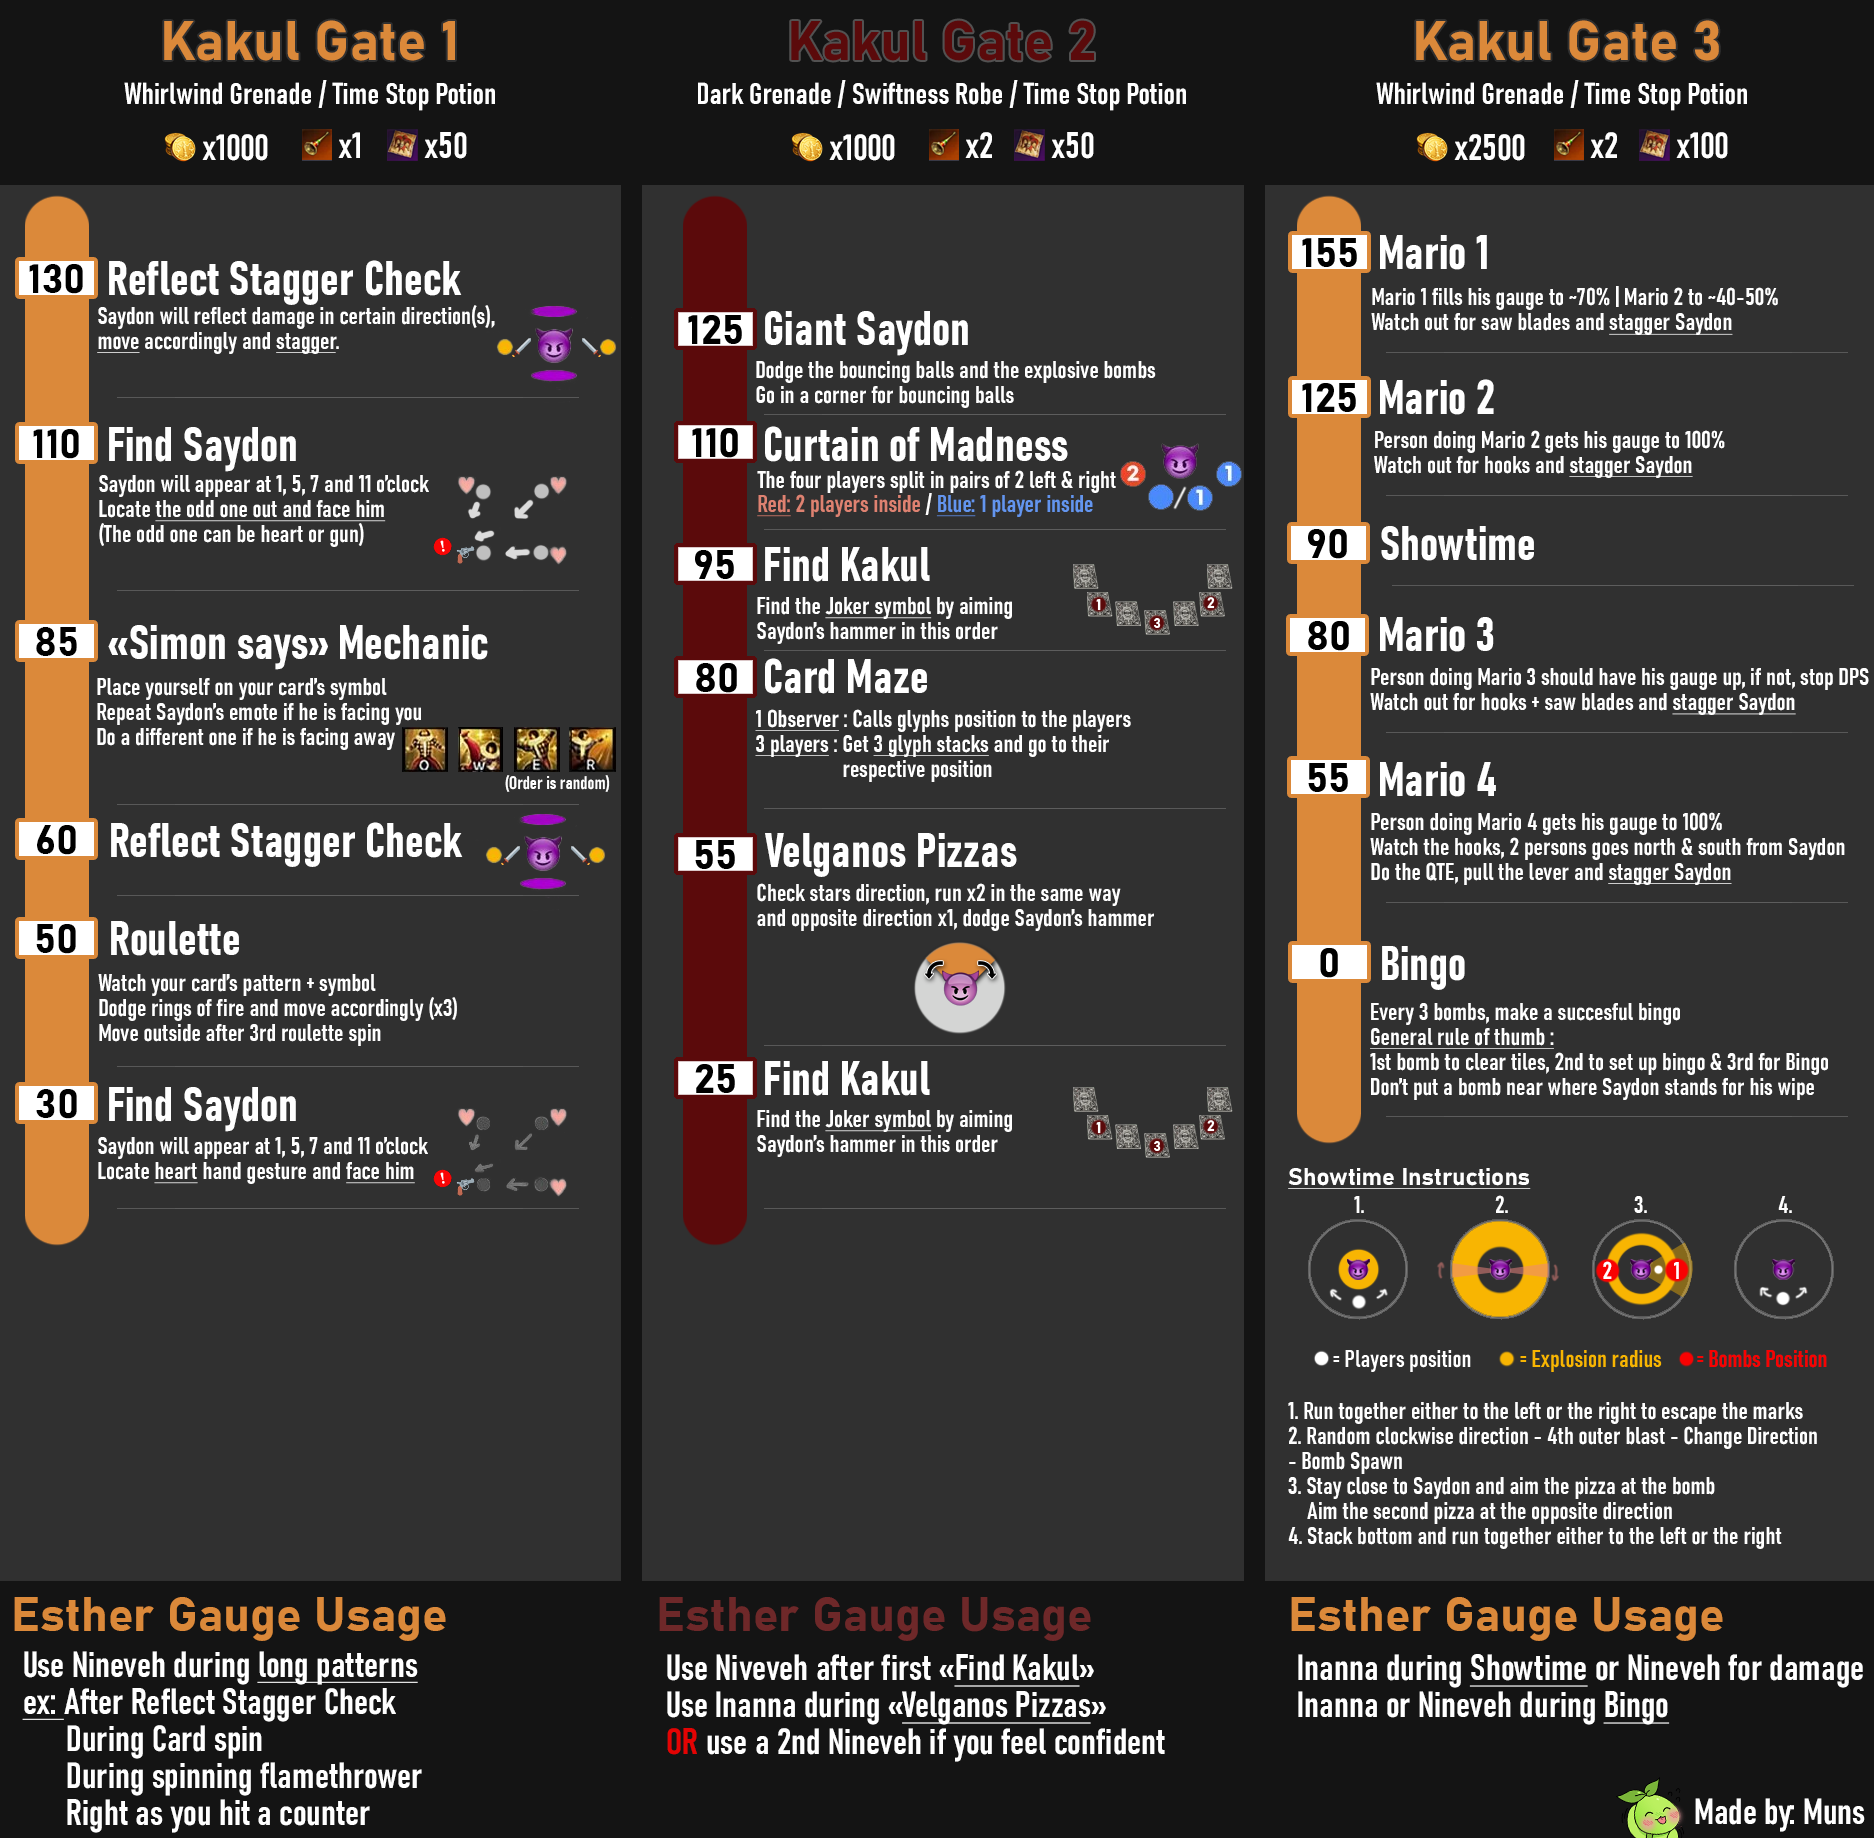 Kakul Gate 1
Whirlwind Grenade / Time Stop Potion
x1000 x1 x50
130 Reflect Stagger Check
Saydon will reflect damage in certain direction(s),
move accordingly and stagger.
110 Find Saydon
Saydon will appear at 1, 5, 7 and 11 o'clock
Locate the odd one out and face him
(The odd one can be heart or gun)
!
85 «Simon says» Mechanic
Place yourself on your card's symbol
Repeat Saydon's emote if he is facing you
Do a different one if he is facing away
Q W E R
(Order is random)
60 Reflect Stagger Check
50 Roulette
Watch your card's pattern + symbol
Dodge rings of fire and move accordingly (x3)
Move outside after 3rd roulette spin
30 Find Saydon
Saydon will appear at 1, 5, 7 and 11 o'clock
Locate heart hand gesture and face him
!
Esther Gauge Usage
Use Nineveh during long patterns
ex: After Reflect Stagger Check
During Card spin
During spinning flamethrower
Right as you hit a counter
Kakul Gate 2
Dark Grenade / Swiftness Robe / Time Stop Potion
x1000 x2 x50
125 Giant Saydon
Dodge the bouncing balls and the explosive bombs
Go in a corner for bouncing balls
110 Curtain of Madness
The four players split in pairs of 2 left & right
Red: 2 players inside / Blue: 1 player inside
2 1
/ 1
95 Find Kakul
Find the Joker symbol by aiming
Saydon's hammer in this order
1 2
3
80 Card Maze
1 Observer : Calls glyphs position to the players
3 players : Get 3 glyph stacks and go to their
respective position
55 Velganos Pizzas
Check stars direction, run x2 in the same way
and opposite direction x1, dodge Saydon's hammer
25 Find Kakul
Find the Joker symbol by aiming
Saydon's hammer in this order
1 2
3
Esther Gauge Usage
Use Niveveh after first «Find Kakul»
Use Inanna during «Velganos Pizzas»
OR use a 2nd Nineveh if you feel confident
Kakul Gate 3
Whirlwind Grenade / Time Stop Potion
x2500 x2 x100
155 Mario 1
Mario 1 fills his gauge to ~70% | Mario 2 to ~40-50%
Watch out for saw blades and stagger Saydon
125 Mario 2
Person doing Mario 2 gets his gauge to 100%
Watch out for hooks and stagger Saydon
90 Showtime
80 Mario 3
Person doing Mario 3 should have his gauge up, if not, stop DPS
Watch out for hooks + saw blades and stagger Saydon
55 Mario 4
Person doing Mario 4 gets his gauge to 100%
Watch the hooks, 2 persons goes north & south from Saydon
Do the QTE, pull the lever and stagger Saydon
0 Bingo
Every 3 bombs, make a succesful bingo
General rule of thumb :
1st bomb to clear tiles, 2nd to set up bingo & 3rd for Bingo
Don't put a bomb near where Saydon stands for his wipe
Showtime Instructions
1. 2. 3. 4.
2 1
= Players position = Explosion radius = Bombs Position
1. Run together either to the left or the right to escape the marks
2. Random clockwise direction - 4th outer blast - Change Direction
- Bomb Spawn
3. Stay close to Saydon and aim the pizza at the bomb
Aim the second pizza at the opposite direction
4. Stack bottom and run together either to the left or the right
Esther Gauge Usage
Inanna during Showtime or Nineveh for damage
Inanna or Nineveh during Bingo
Made by: Muns